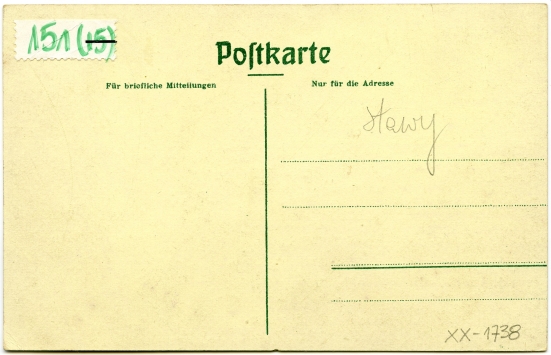 151 (15)
Poſtkarte
Für briefliche Mitteilungen
Nur für die Adresse
Stawy
XX-1738